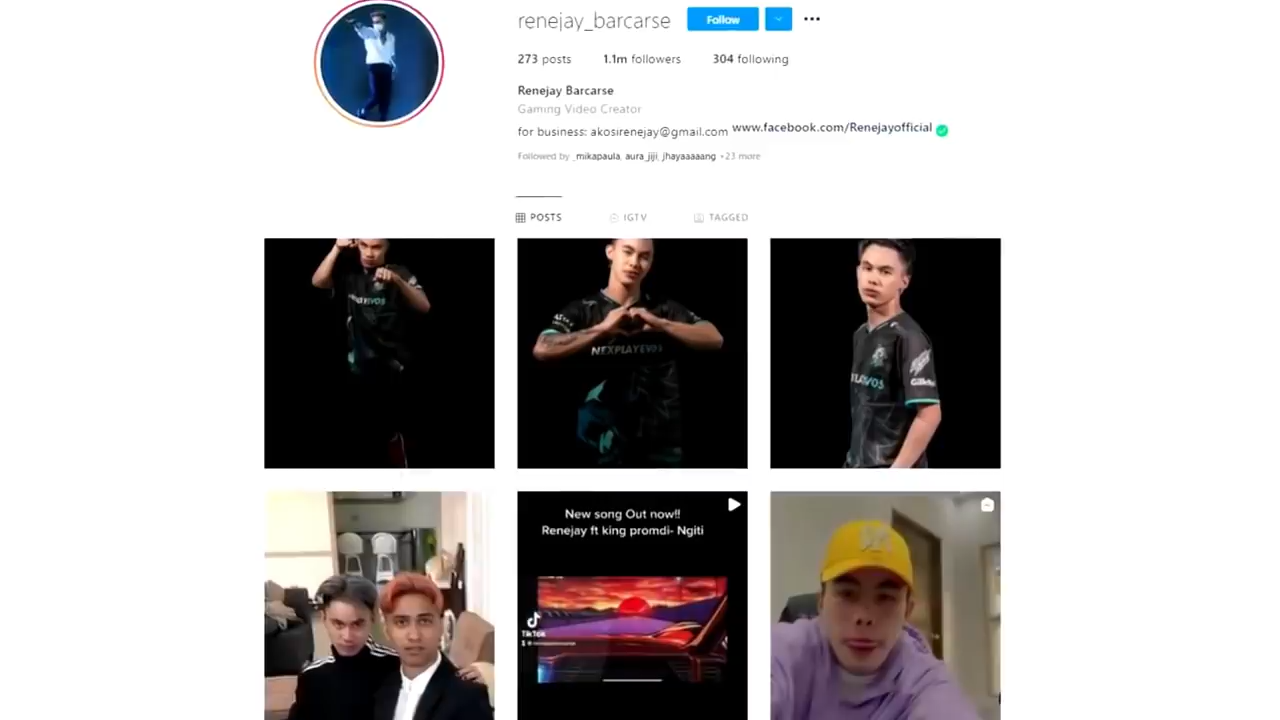 renejay_barcarse Follow
273 posts 1.1m followers 304 following
Renejay Barcarse
Gaming Video Creator
for business: akosirenejay@gmail.com www.facebook.com/Renejayofficial
Followed by _mikapaula, aura_jiji, jhayaaaaang +23 more
POSTS IGTV TAGGED
NEXPLAYEVOS
New song Out now!!
Renejay ft king promdi- Ngiti
TikTok